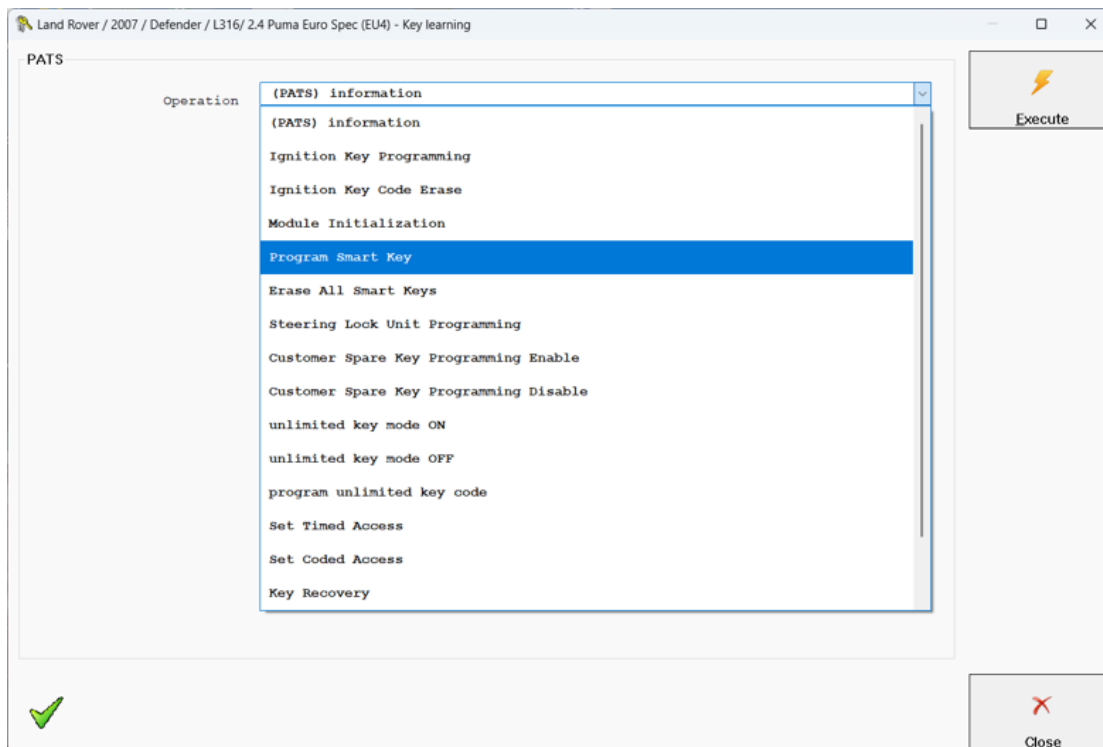 Land Rover / 2007 / Defender / L316/ 2.4 Puma Euro Spec (EU4) - Key learning
PATS
Operation
(PATS) information
(PATS) information
Ignition Key Programming
Ignition Key Code Erase
Module Initialization
Program Smart Key
Erase All Smart Keys
Steering Lock Unit Programming
Customer Spare Key Programming Enable
Customer Spare Key Programming Disable
unlimited key mode ON
unlimited key mode OFF
program unlimited key code
Set Timed Access
Set Coded Access
Key Recovery
Execute
Close